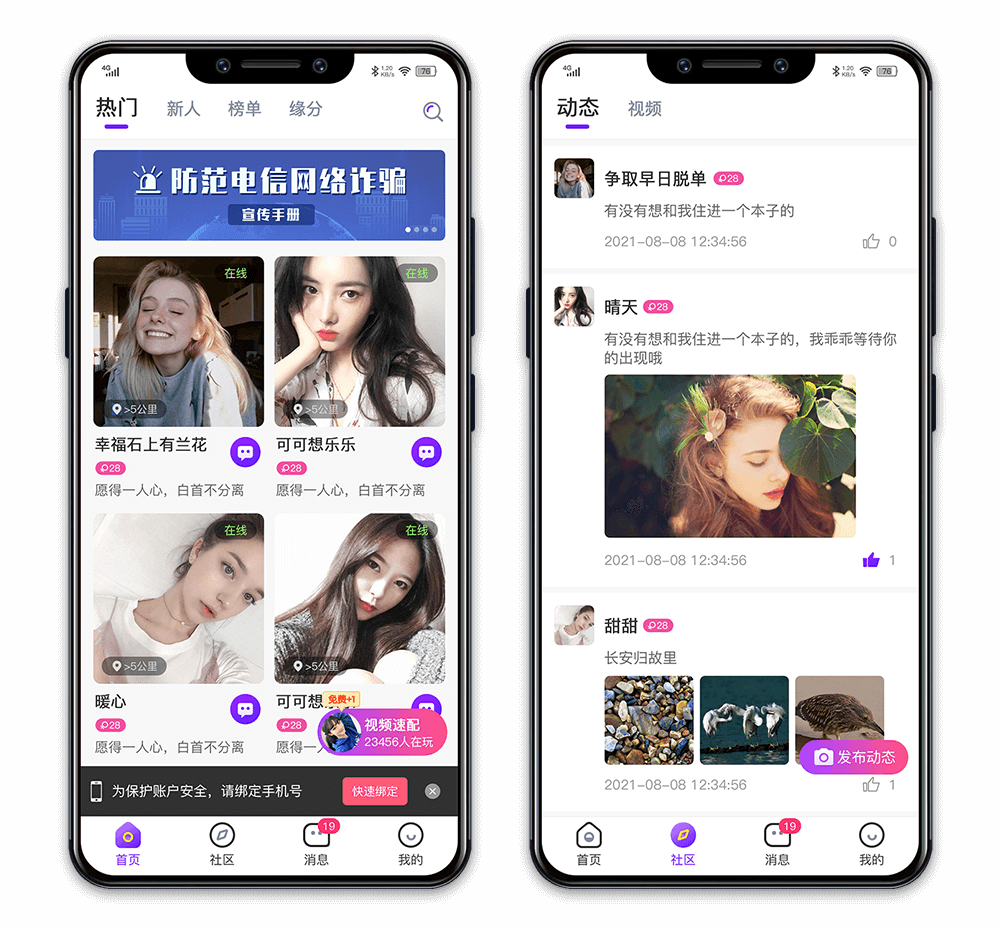 4G
1.20
KB/s
76
热门
新人
榜单
缘分
防范电信网络诈骗
宣传手册
在线
>5公里
幸福石上有兰花
28
愿得一人心，白首不分离
在线
>5公里
可可想乐乐
28
愿得一人心，白首不分离
在线
>5公里
暖心
28
愿得一人心，白首不分离
在线
>5公里
可可想
28
愿得一
免费+1
视频速配
23456人在玩
为保护账户安全，请绑定手机号
快速绑定
首页
社区
19
消息
我的
4G
1.20
KB/s
76
动态
视频
争取早日脱单
28
有没有想和我住进一个本子的
2021-08-08 12:34:56
0
晴天
28
有没有想和我住进一个本子的，我乖乖等待你
的出现哦
2021-08-08 12:34:56
1
甜甜
28
长安归故里
发布动态
2021-08-08 12:34:56
1
首页
社区
19
消息
我的